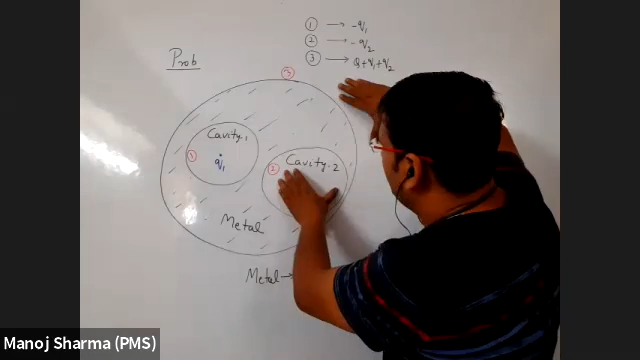 ① → -q₁
② → -q₂
③ → Q+q₁+q₂
Prob
③
Cavity-1
①
q₁
Cavity-2
②
Metal
Metal →
Manoj Sharma (PMS)